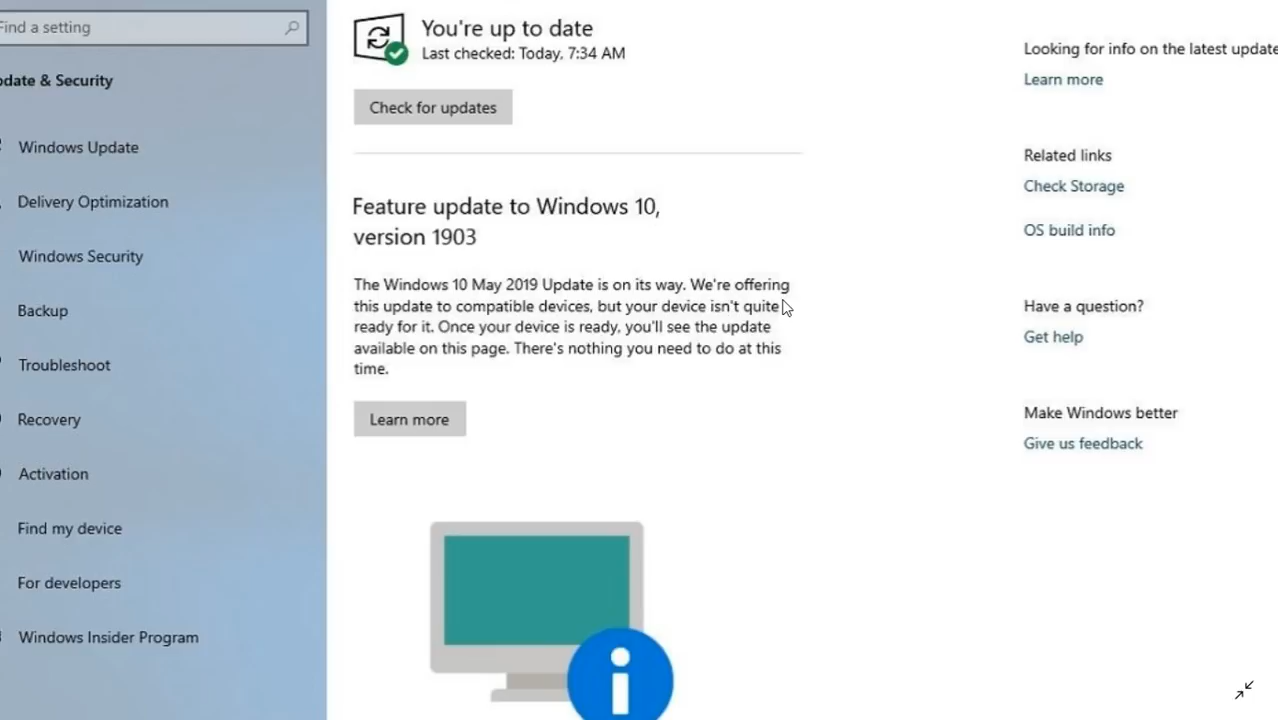 Find a setting
Update & Security
Windows Update
Delivery Optimization
Windows Security
Backup
Troubleshoot
Recovery
Activation
Find my device
For developers
Windows Insider Program
You're up to date
Last checked: Today, 7:34 AM
Check for updates
Feature update to Windows 10,
version 1903
The Windows 10 May 2019 Update is on its way. We're offering
this update to compatible devices, but your device isn't quite
ready for it. Once your device is ready, you'll see the update
available on this page. There's nothing you need to do at this
time.
Learn more
Looking for info on the latest update
Learn more
Related links
Check Storage
OS build info
Have a question?
Get help
Make Windows better
Give us feedback